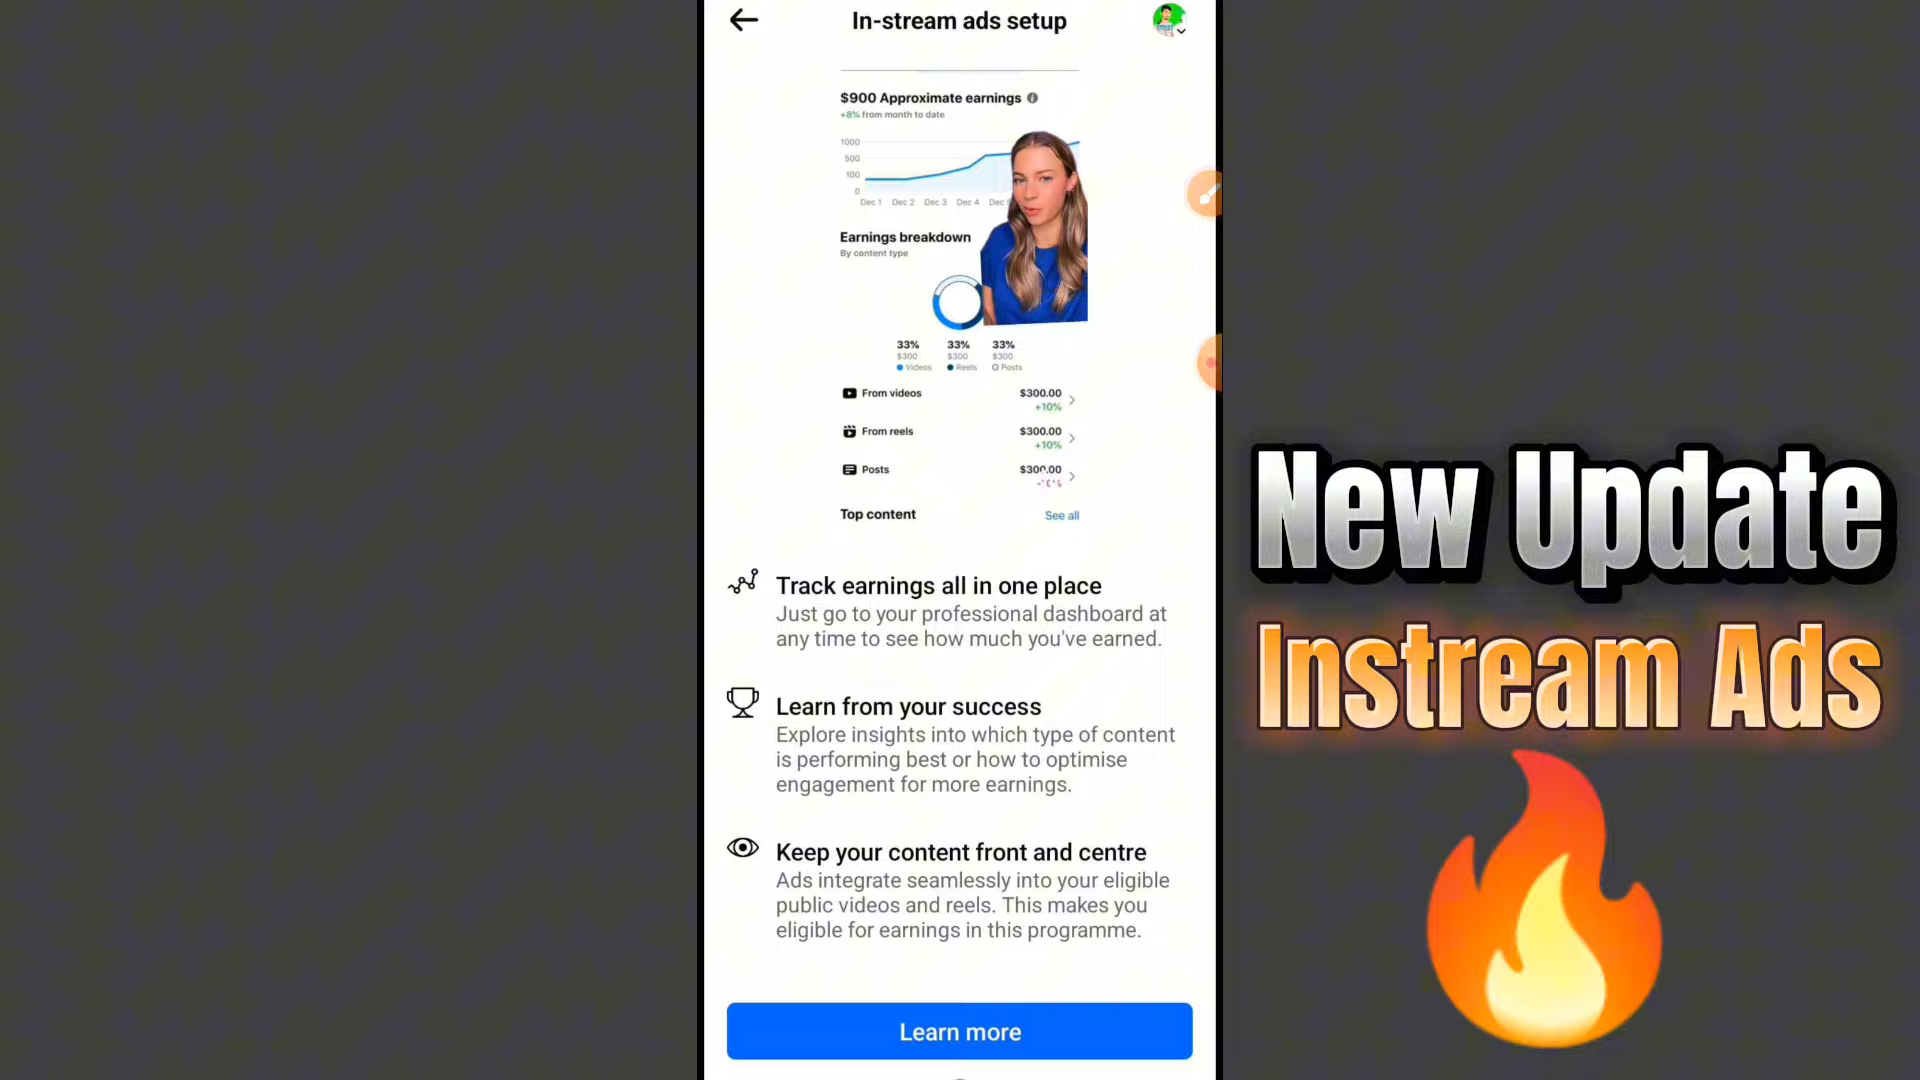 In-stream ads setup
$900 Approximate earnings
+8% from month to date
1000
500
100
0
Dec 1 Dec 2 Dec 3 Dec 4 Dec
Earnings breakdown
By content type
33% 33% 33%
$300 $300 $300
Videos Reels Posts
From videos $300.00
+10%
From reels $300.00
+10%
Posts $300.00
Top content See all
Track earnings all in one place
Just go to your professional dashboard at
any time to see how much you've earned.
Learn from your success
Explore insights into which type of content
is performing best or how to optimise
engagement for more earnings.
Keep your content front and centre
Ads integrate seamlessly into your eligible
public videos and reels. This makes you
eligible for earnings in this programme.
Learn more
New Update
Instream Ads